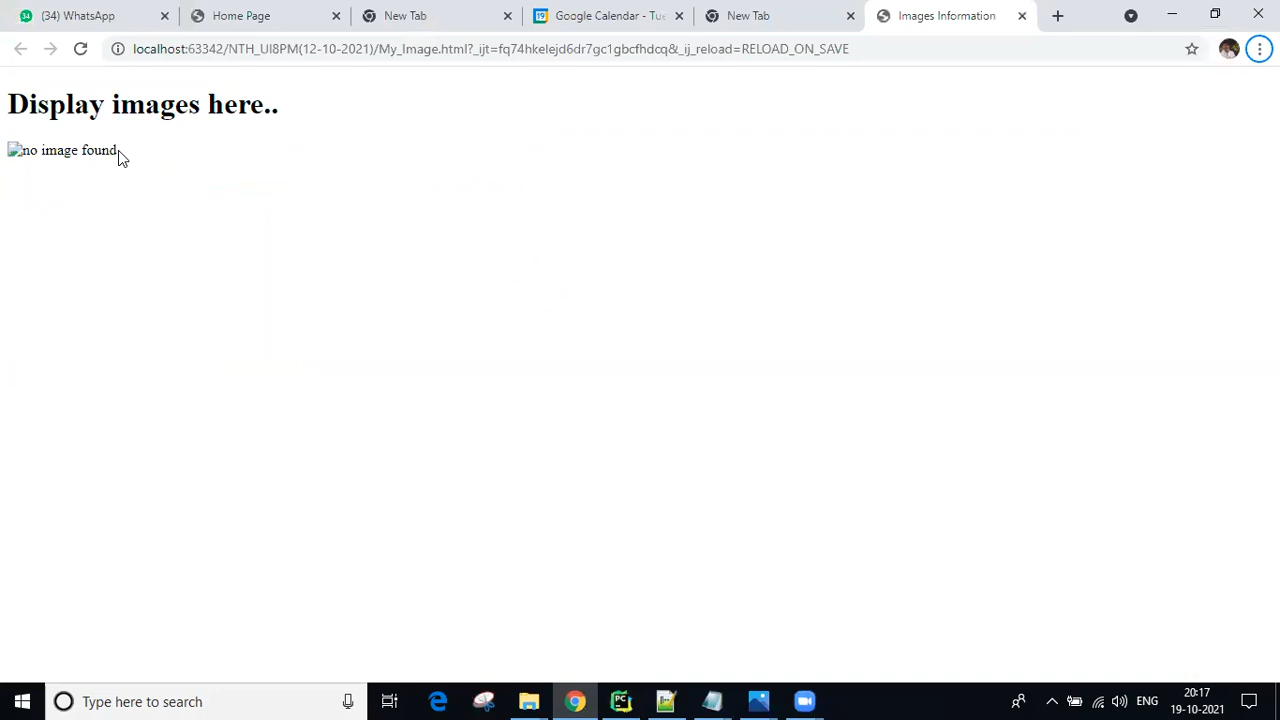 (34) WhatsApp
Home Page
New Tab
Google Calendar - Tue
New Tab
Images Information
localhost:63342/NTH_UI8PM(12-10-2021)/My_Image.html?_ijt=fq74hkelejd6dr7gc1gbcfhdcq&_ij_reload=RELOAD_ON_SAVE
Display images here..
no image found
Type here to search
ENG
20:17
19-10-2021